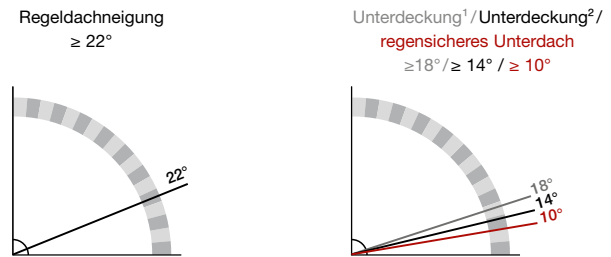 Regeldachneigung
≥ 22°
22°
Unterdeckung¹/Unterdeckung²/
regensicheres Unterdach
≥18°/≥ 14° / ≥ 10°
18°
14°
10°